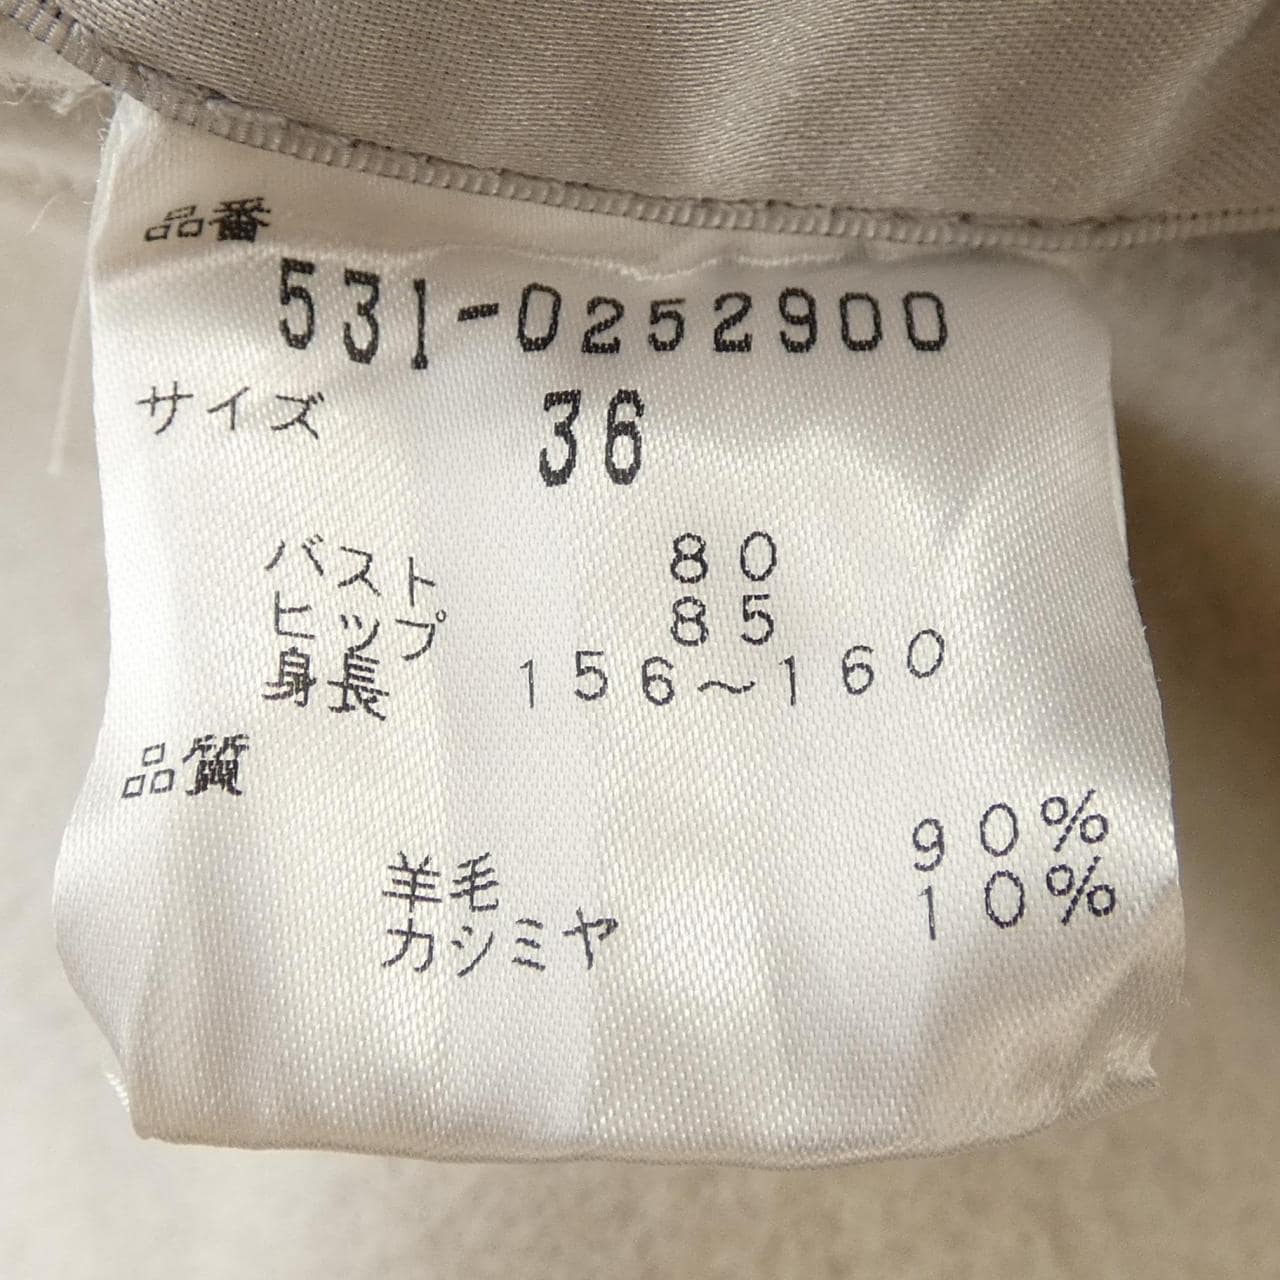 品番
531-0252900
サイズ 36
バスト 80
ヒップ 85
身長 156～160
品質
羊毛 90%
カシミヤ 10%